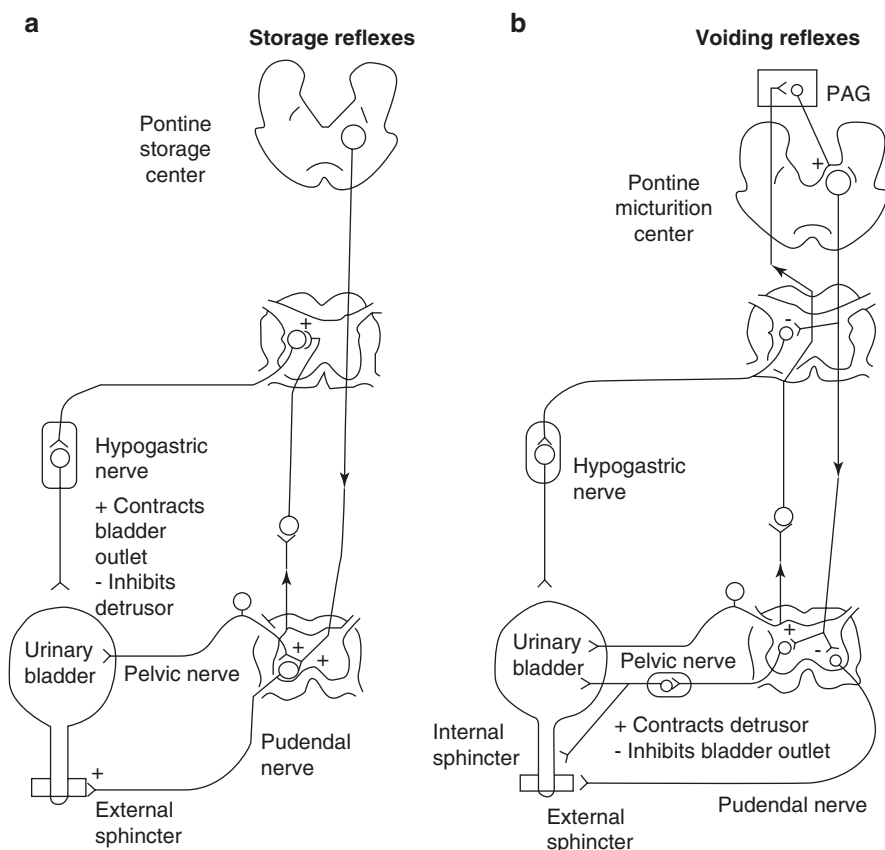 a
Storage reflexes
Pontine
storage
center
+
Hypogastric
nerve
+ Contracts
bladder
outlet
- Inhibits
detrusor
Urinary
bladder
Pelvic nerve
+
+
Pudendal
nerve
+
External
sphincter
b
Voiding reflexes
PAG
+
Pontine
micturition
center
-
-
Hypogastric
nerve
Urinary
bladder
Pelvic nerve
+
-
+ Contracts detrusor
- Inhibits bladder outlet
Internal
sphincter
Pudendal nerve
External
sphincter